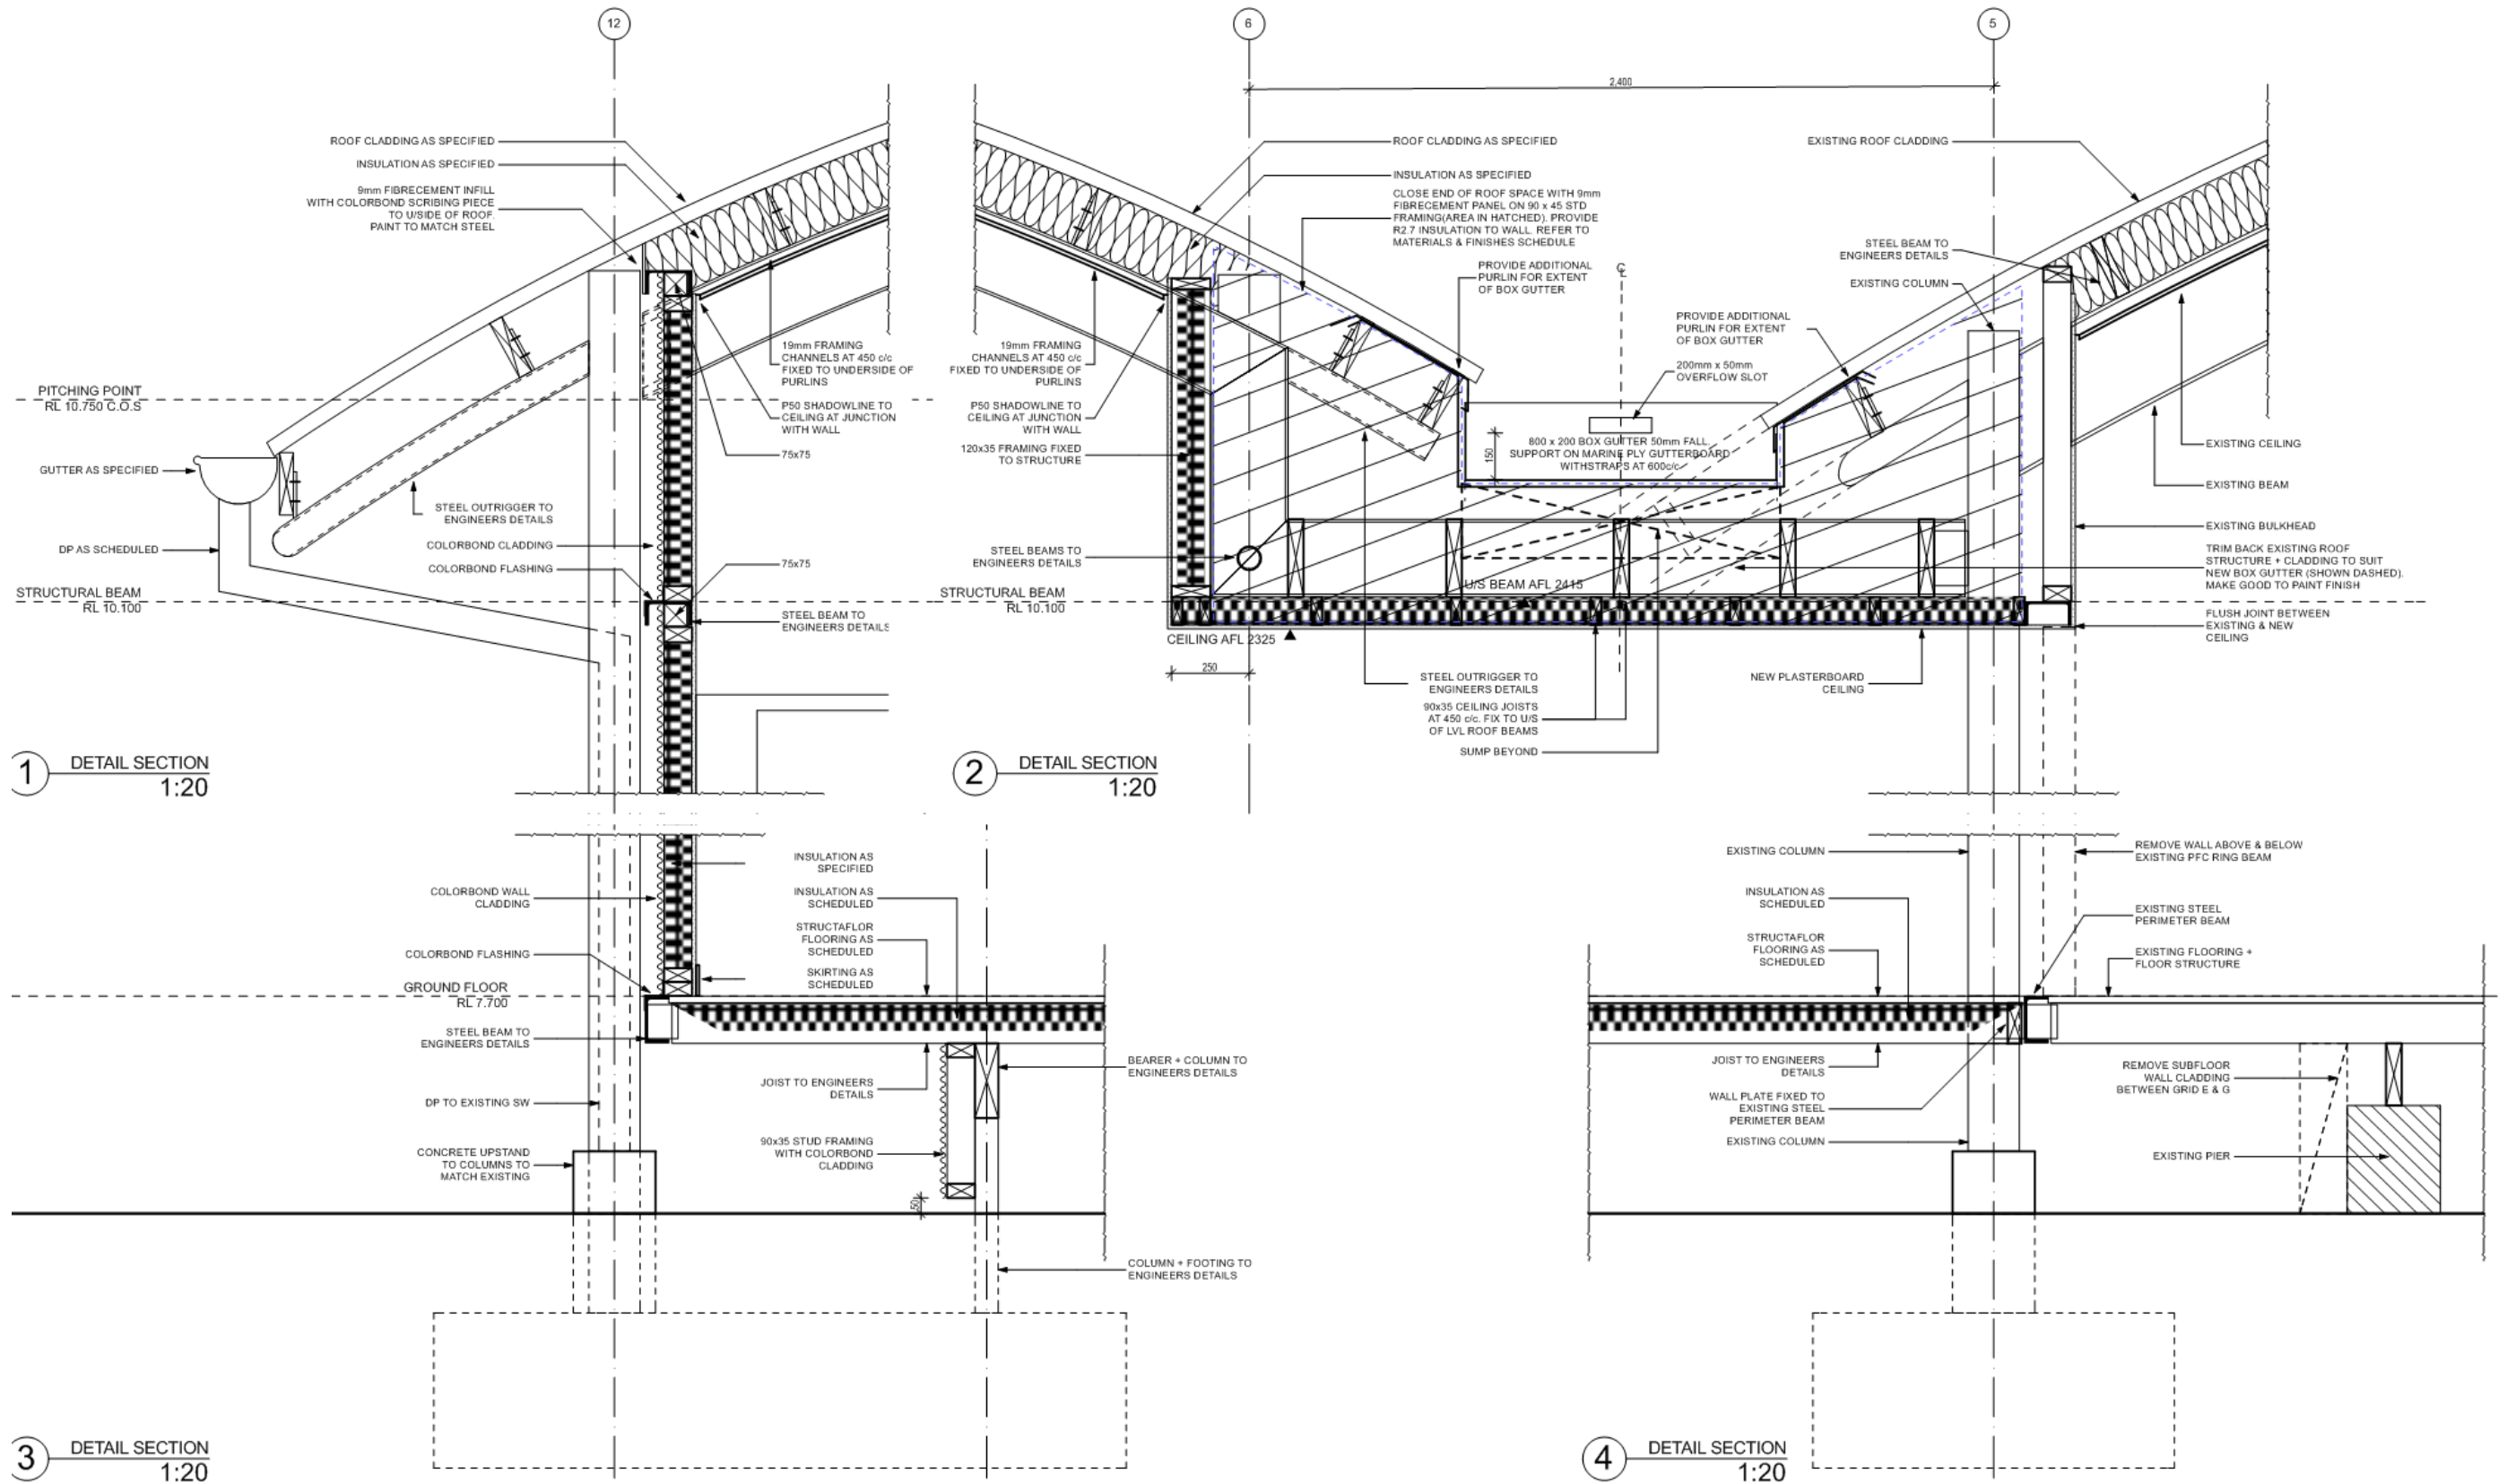 12
ROOF CLADDING AS SPECIFIED
INSULATION AS SPECIFIED
9mm FIBRECEMENT INFILL
WITH COLORBOND SCRIBING PIECE
TO U/SIDE OF ROOF.
PAINT TO MATCH STEEL
PITCHING POINT
RL 10.750 C.O.S
GUTTER AS SPECIFIED
STEEL OUTRIGGER TO
ENGINEERS DETAILS
DP AS SCHEDULED
COLORBOND CLADDING
COLORBOND FLASHING
STRUCTURAL BEAM
RL 10.100
19mm FRAMING
CHANNELS AT 450 c/c
FIXED TO UNDERSIDE OF
PURLINS
P50 SHADOWLINE TO
CEILING AT JUNCTION
WITH WALL
75x75
75x75
STEEL BEAM TO
ENGINEERS DETAILS
1
DETAIL SECTION
1:20
6
5
2,400
ROOF CLADDING AS SPECIFIED
INSULATION AS SPECIFIED
CLOSE END OF ROOF SPACE WITH 9mm
FIBRECEMENT PANEL ON 90 x 45 STD
FRAMING(AREA IN HATCHED). PROVIDE
R2.7 INSULATION TO WALL. REFER TO
MATERIALS & FINISHES SCHEDULE
PROVIDE ADDITIONAL
PURLIN FOR EXTENT
OF BOX GUTTER
C
L
EXISTING ROOF CLADDING
STEEL BEAM TO
ENGINEERS DETAILS
EXISTING COLUMN
PROVIDE ADDITIONAL
PURLIN FOR EXTENT
OF BOX GUTTER
200mm x 50mm
OVERFLOW SLOT
19mm FRAMING
CHANNELS AT 450 c/c
FIXED TO UNDERSIDE OF
PURLINS
P50 SHADOWLINE TO
CEILING AT JUNCTION
WITH WALL
120x35 FRAMING FIXED
TO STRUCTURE
150
800 x 200 BOX GUTTER 50mm FALL.
SUPPORT ON MARINE PLY GUTTERBOARD
WITHSTRAPS AT 600c/c
EXISTING CEILING
EXISTING BEAM
EXISTING BULKHEAD
TRIM BACK EXISTING ROOF
STRUCTURE + CLADDING TO SUIT
NEW BOX GUTTER (SHOWN DASHED).
MAKE GOOD TO PAINT FINISH
FLUSH JOINT BETWEEN
EXISTING & NEW
CEILING
STEEL BEAMS TO
ENGINEERS DETAILS
STRUCTURAL BEAM
RL 10.100
U/S BEAM AFL 2415
CEILING AFL 2325
250
STEEL OUTRIGGER TO
ENGINEERS DETAILS
90x35 CEILING JOISTS
AT 450 c/c. FIX TO U/S
OF LVL ROOF BEAMS
SUMP BEYOND
NEW PLASTERBOARD
CEILING
2
DETAIL SECTION
1:20
INSULATION AS
SPECIFIED
INSULATION AS
SCHEDULED
STRUCTAFLOR
FLOORING AS
SCHEDULED
SKIRTING AS
SCHEDULED
COLORBOND WALL
CLADDING
COLORBOND FLASHING
GROUND FLOOR
RL 7.700
STEEL BEAM TO
ENGINEERS DETAILS
DP TO EXISTING SW
CONCRETE UPSTAND
TO COLUMNS TO
MATCH EXISTING
JOIST TO ENGINEERS
DETAILS
90x35 STUD FRAMING
WITH COLORBOND
CLADDING
50
BEARER + COLUMN TO
ENGINEERS DETAILS
COLUMN + FOOTING TO
ENGINEERS DETAILS
3
DETAIL SECTION
1:20
EXISTING COLUMN
INSULATION AS
SCHEDULED
STRUCTAFLOR
FLOORING AS
SCHEDULED
JOIST TO ENGINEERS
DETAILS
WALL PLATE FIXED TO
EXISTING STEEL
PERIMETER BEAM
EXISTING COLUMN
REMOVE WALL ABOVE & BELOW
EXISTING PFC RING BEAM
EXISTING STEEL
PERIMETER BEAM
EXISTING FLOORING +
FLOOR STRUCTURE
REMOVE SUBFLOOR
WALL CLADDING
BETWEEN GRID E & G
EXISTING PIER
4
DETAIL SECTION
1:20